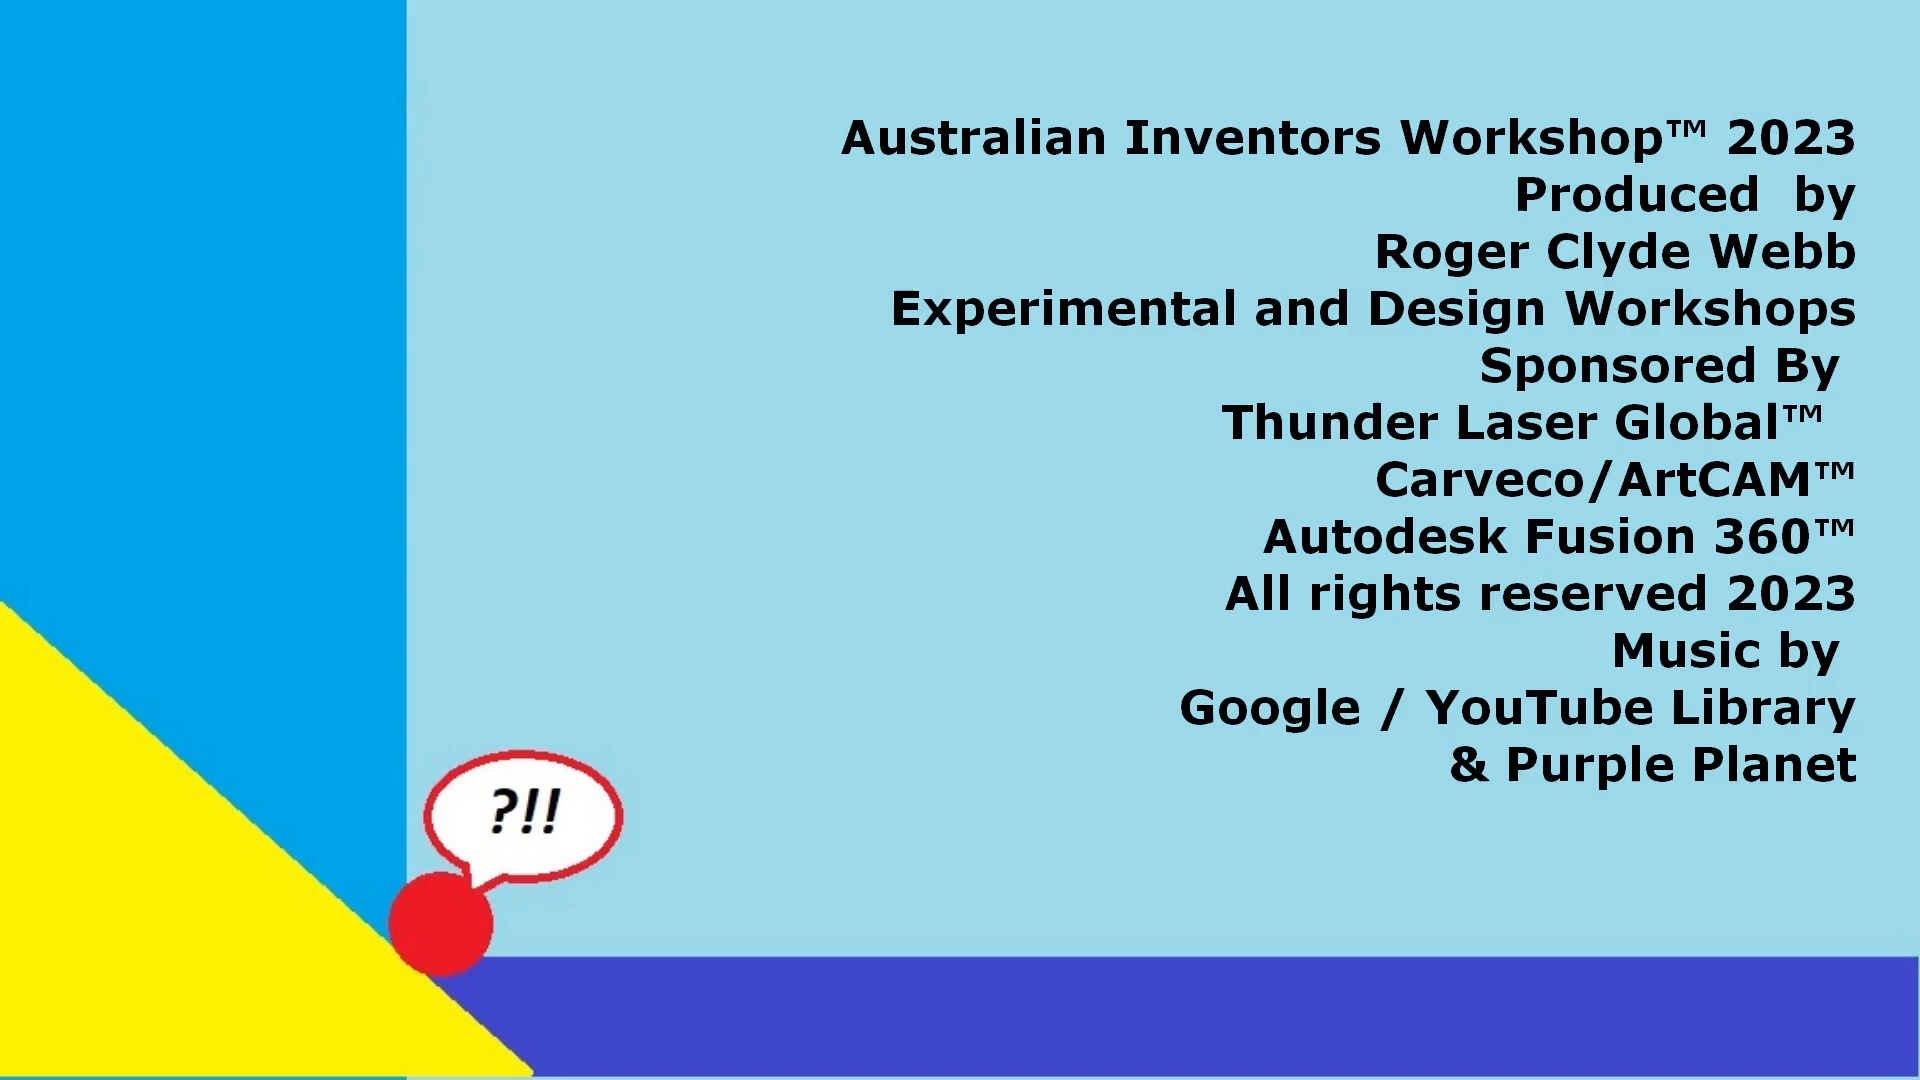 Australian Inventors Workshop™ 2023
Produced  by
Roger Clyde Webb
Experimental and Design Workshops
Sponsored By
Thunder Laser Global™
Carveco/ArtCAM™
Autodesk Fusion 360™
All rights reserved 2023
Music by
Google / YouTube Library
& Purple Planet
?!!